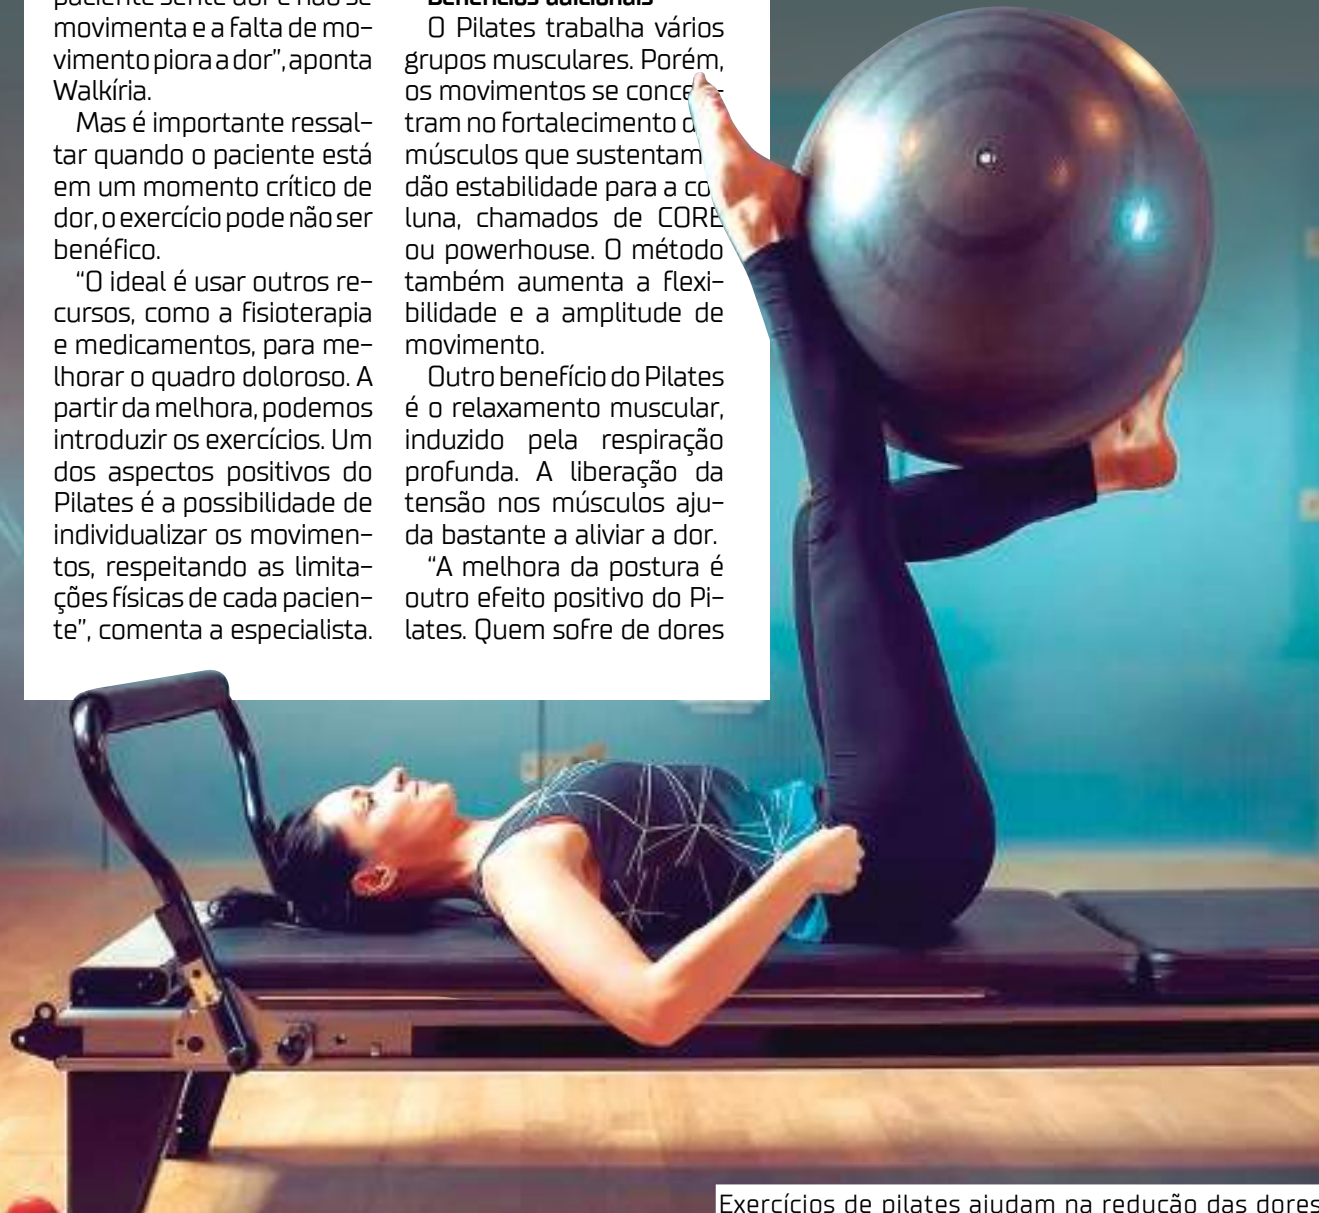 paciente sente dor e não se
movimenta e a falta de mo-
vimento piora a dor”, aponta
Walkíria.
Mas é importante ressal-
tar quando o paciente está
em um momento crítico de
dor, o exercício pode não ser
benéfico.
“O ideal é usar outros re-
cursos, como a fisioterapia
e medicamentos, para me-
lhorar o quadro doloroso. A
partir da melhora, podemos
introduzir os exercícios. Um
dos aspectos positivos do
Pilates é a possibilidade de
individualizar os movimen-
tos, respeitando as limita-
ções físicas de cada pacien-
te”, comenta a especialista.
Benefícios adicionais
O Pilates trabalha vários
grupos musculares. Porém,
os movimentos se conce-
tram no fortalecimento d
músculos que sustentam
dão estabilidade para a co
luna, chamados de CORE
ou powerhouse. O método
também aumenta a flexi-
bilidade e a amplitude de
movimento.
Outro benefício do Pilates
é o relaxamento muscular,
induzido pela respiração
profunda. A liberação da
tensão nos músculos aju-
da bastante a aliviar a dor.
“A melhora da postura é
outro efeito positivo do Pi-
lates. Quem sofre de dores
Exercícios de pilates ajudam na redução das dores